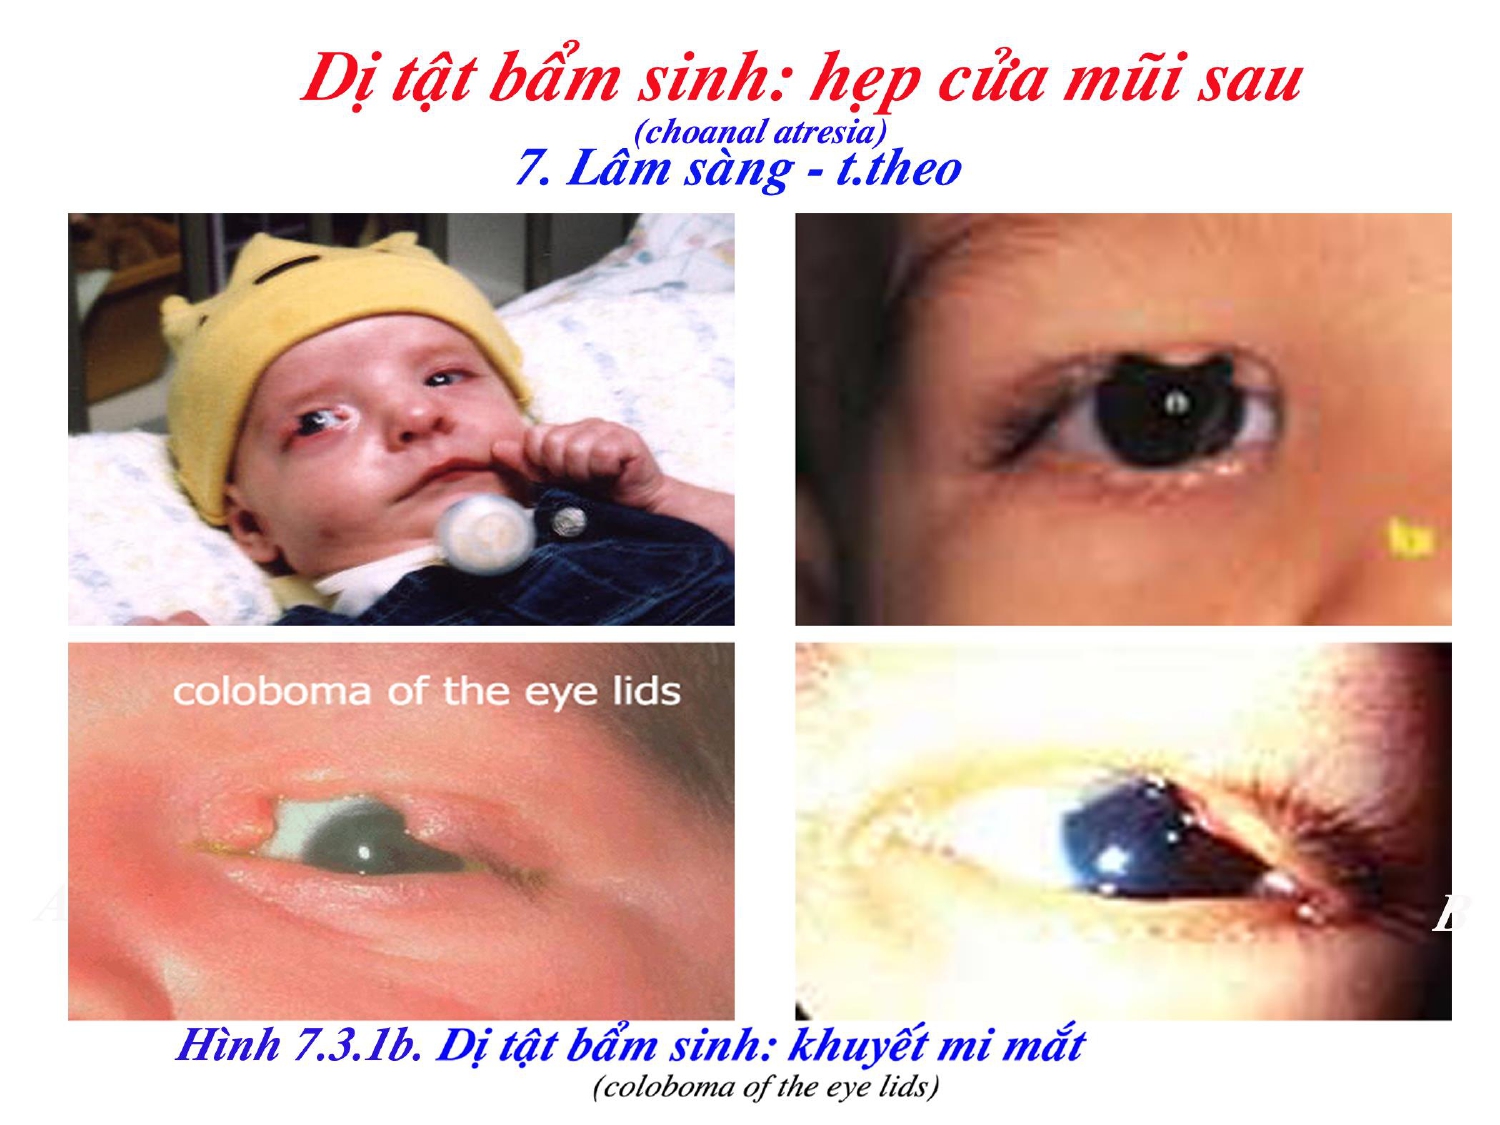 Dị tật bẩm sinh: hẹp cửa mũi sau
(choanal atresia)
7. Lâm sàng - t.theo
coloboma of the eye lids
A
B
Hình 7.3.1b. Dị tật bẩm sinh: khuyết mi mắt
(coloboma of the eye lids)